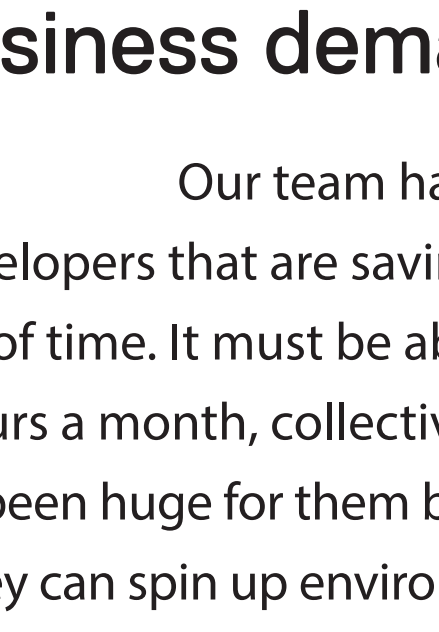 siness dema
Our team ha
elopers that are savin
of time. It must be ab
urs a month, collectiv
been huge for them b
ey can spin up enviro